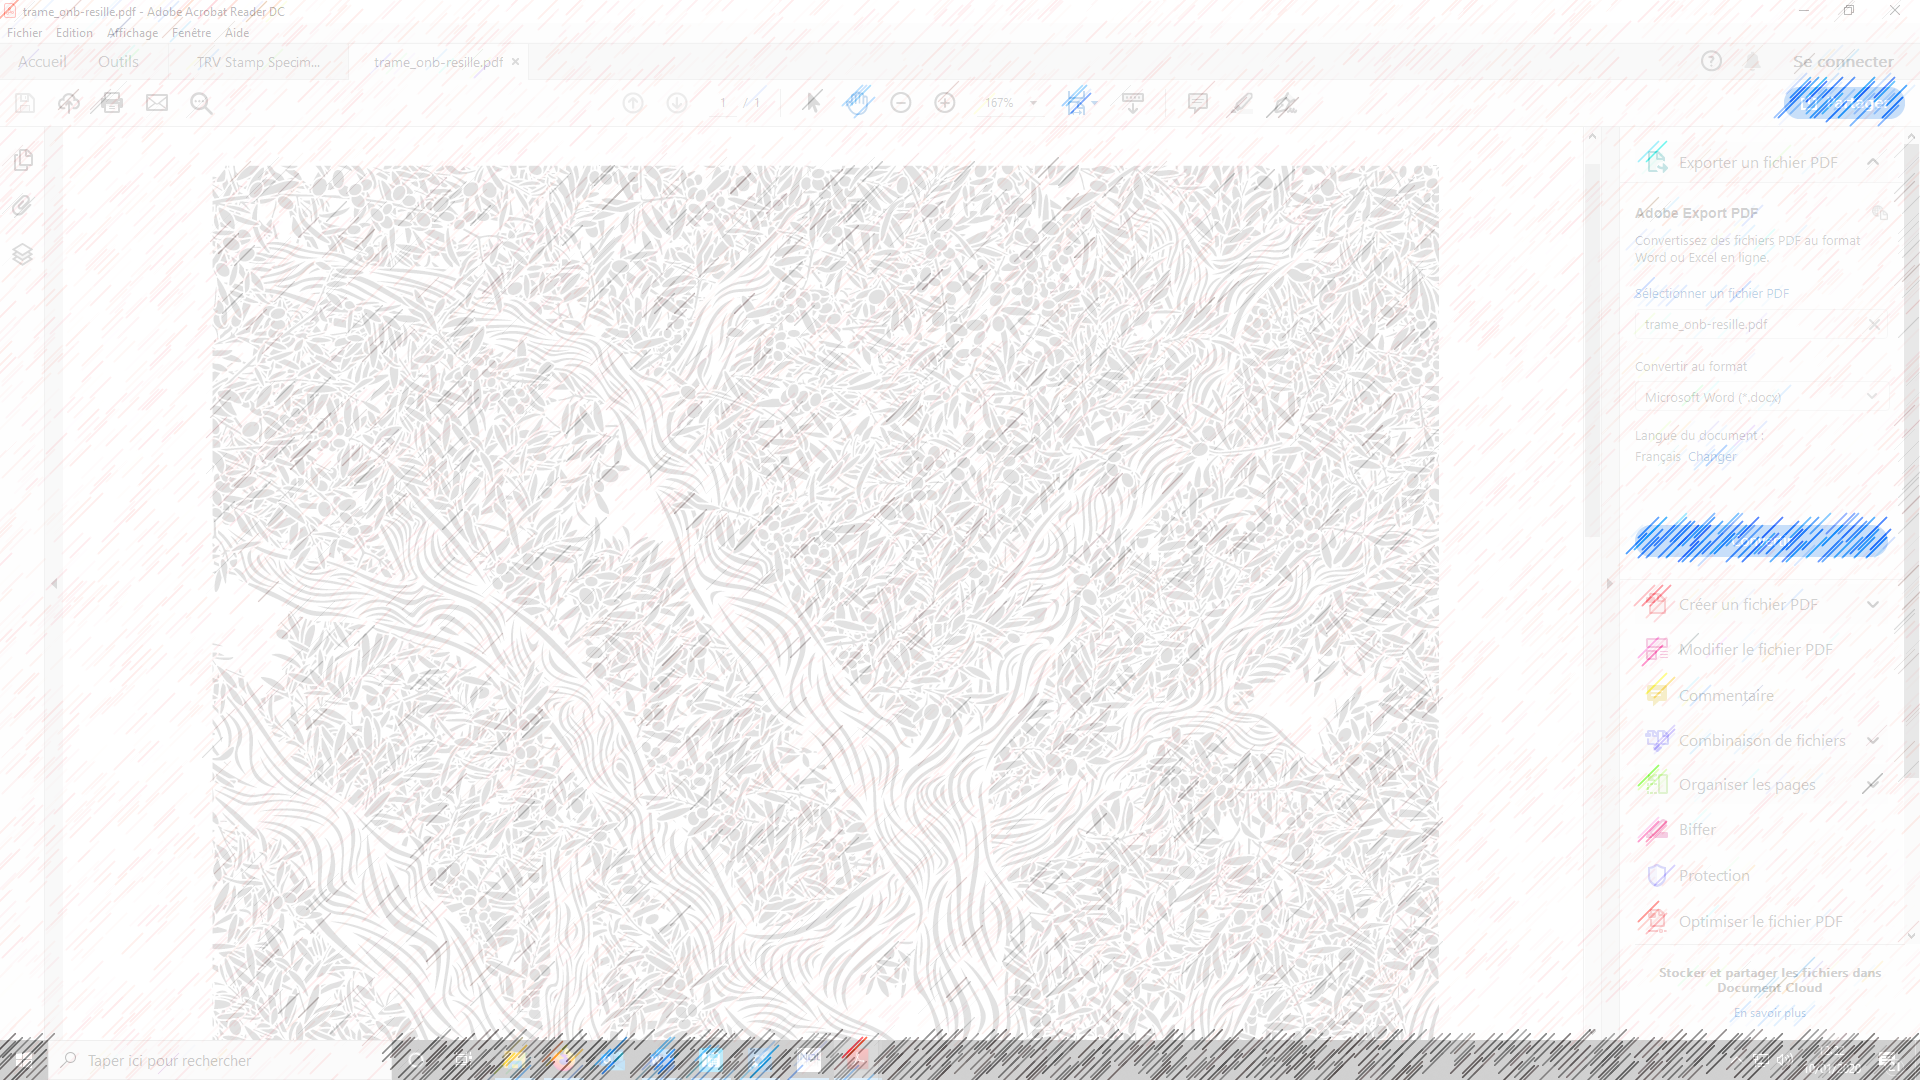 trame_onb-resille.pdf - Adobe Acrobat Reader DC
Fichier Edition Affichage Fenêtre Aide
Accueil Outils TRV Stamp Specim... trame_onb-resille.pdf × Se connecter
1 / 1 167% Partager
Exporter un fichier PDF
Adobe Export PDF
Convertissez des fichiers PDF au format
Word ou Excel en ligne.
Sélectionner un fichier PDF
trame_onb-resille.pdf
Convertir au format
Microsoft Word (*.docx)
Langue du document :
Français Changer
Créer un fichier PDF
Modifier le fichier PDF
Commentaire
Combinaison de fichiers
Organiser les pages
Biffer
Protection
Optimiser le fichier PDF
Stocker et partager les fichiers dans
Document Cloud
En savoir plus
Taper ici pour rechercher